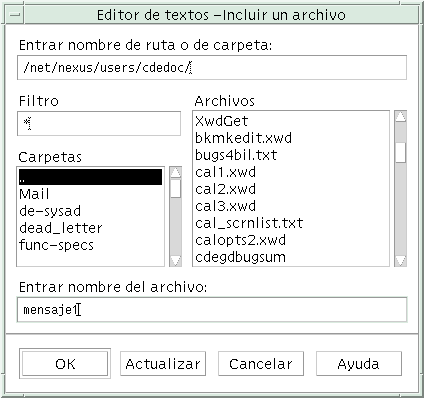 Editor de textos –Incluir un archivo
Entrar nombre de ruta o de carpeta:
/net/nexus/users/cdedoc/
Filtro
*
Carpetas
..
Mail
de-sysad
dead_letter
func-specs
Archivos
XwdGet
bkmkedit.xwd
bugs4bil.txt
cal1.xwd
cal2.xwd
cal3.xwd
cal_scrnlist.txt
calopts2.xwd
cdegdbugsum
Entrar nombre del archivo:
mensaje1
OK
Actualizar
Cancelar
Ayuda